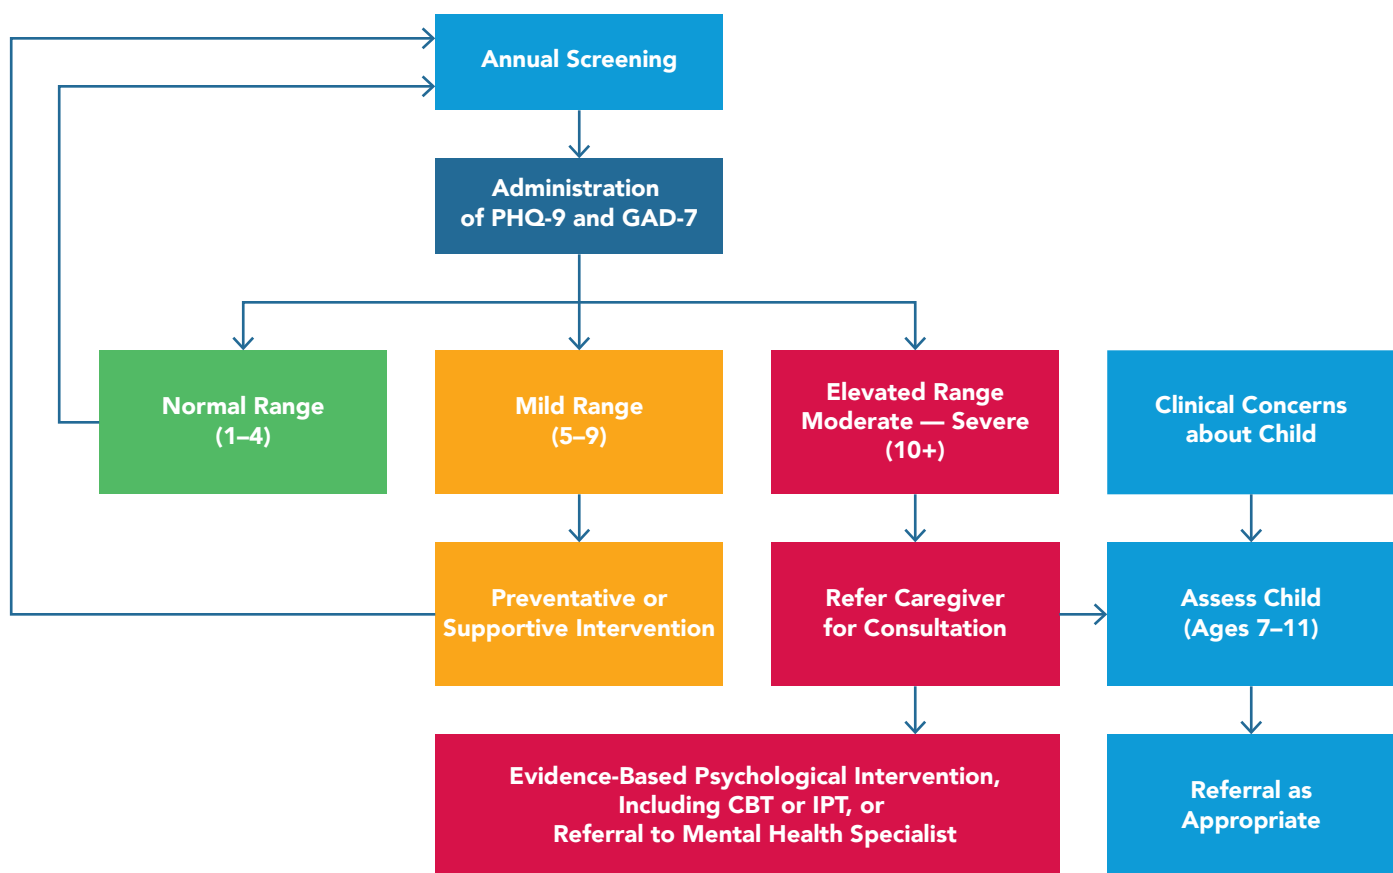 Annual Screening
Administration
of PHQ-9 and GAD-7
Normal Range
(1–4)
Mild Range
(5–9)
Elevated Range
Moderate — Severe
(10+)
Clinical Concerns
about Child
Preventative or
Supportive Intervention
Refer Caregiver
for Consultation
Assess Child
(Ages 7–11)
Evidence-Based Psychological Intervention,
Including CBT or IPT, or
Referral to Mental Health Specialist
Referral as
Appropriate